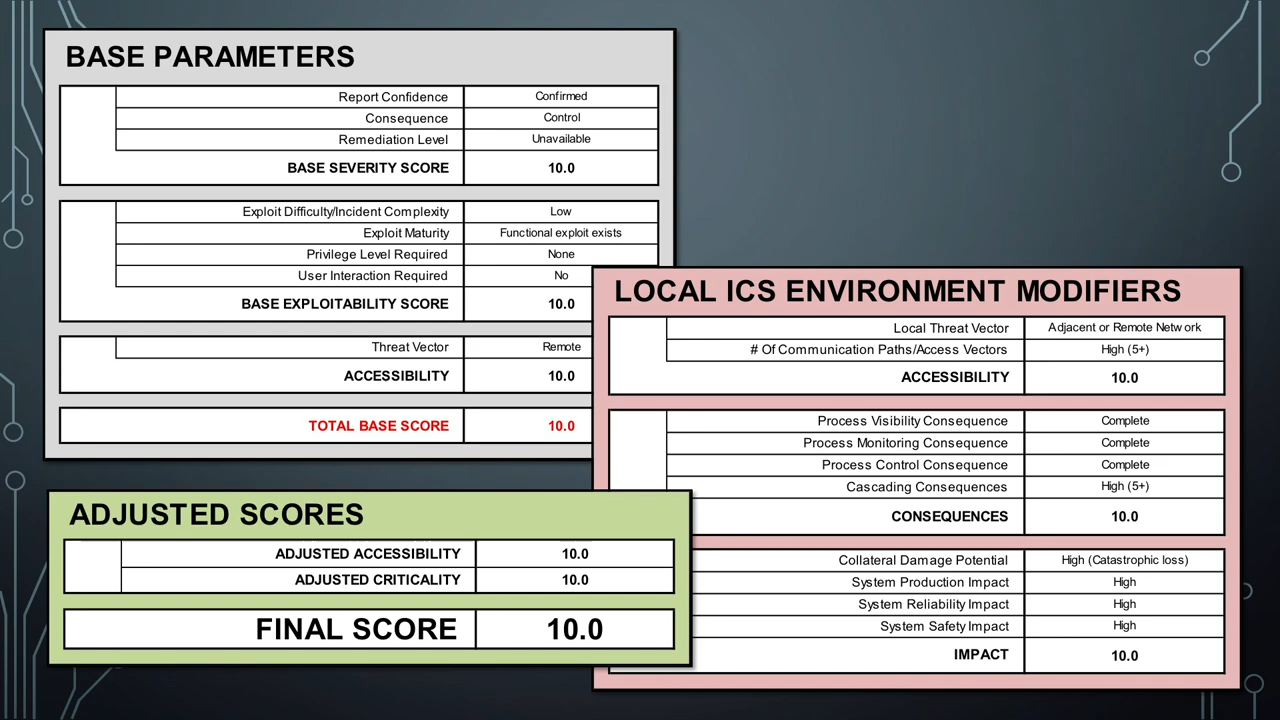 BASE PARAMETERS
Report Confidence Confirmed
Consequence Control
Remediation Level Unavailable
BASE SEVERITY SCORE 10.0
Exploit Difficulty/Incident Complexity Low
Exploit Maturity Functional exploit exists
Privilege Level Required None
User Interaction Required No
BASE EXPLOITABILITY SCORE 10.0
Threat Vector Remote
ACCESSIBILITY 10.0
TOTAL BASE SCORE 10.0
LOCAL ICS ENVIRONMENT MODIFIERS
Local Threat Vector Adjacent or Remote Network
# Of Communication Paths/Access Vectors High (5+)
ACCESSIBILITY 10.0
Process Visibility Consequence Complete
Process Monitoring Consequence Complete
Process Control Consequence Complete
Cascading Consequences High (5+)
CONSEQUENCES 10.0
Collateral Damage Potential High (Catastrophic loss)
System Production Impact High
System Reliability Impact High
System Safety Impact High
IMPACT 10.0
ADJUSTED SCORES
ADJUSTED ACCESSIBILITY 10.0
ADJUSTED CRITICALITY 10.0
FINAL SCORE 10.0